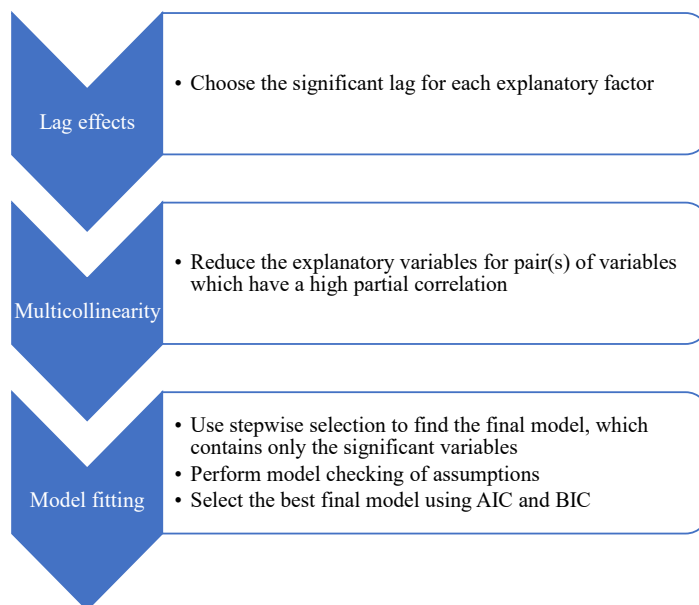 Lag effects
• Choose the significant lag for each explanatory factor
Multicollinearity
• Reduce the explanatory variables for pair(s) of variables
which have a high partial correlation
Model fitting
• Use stepwise selection to find the final model, which
contains only the significant variables
• Perform model checking of assumptions
• Select the best final model using AIC and BIC